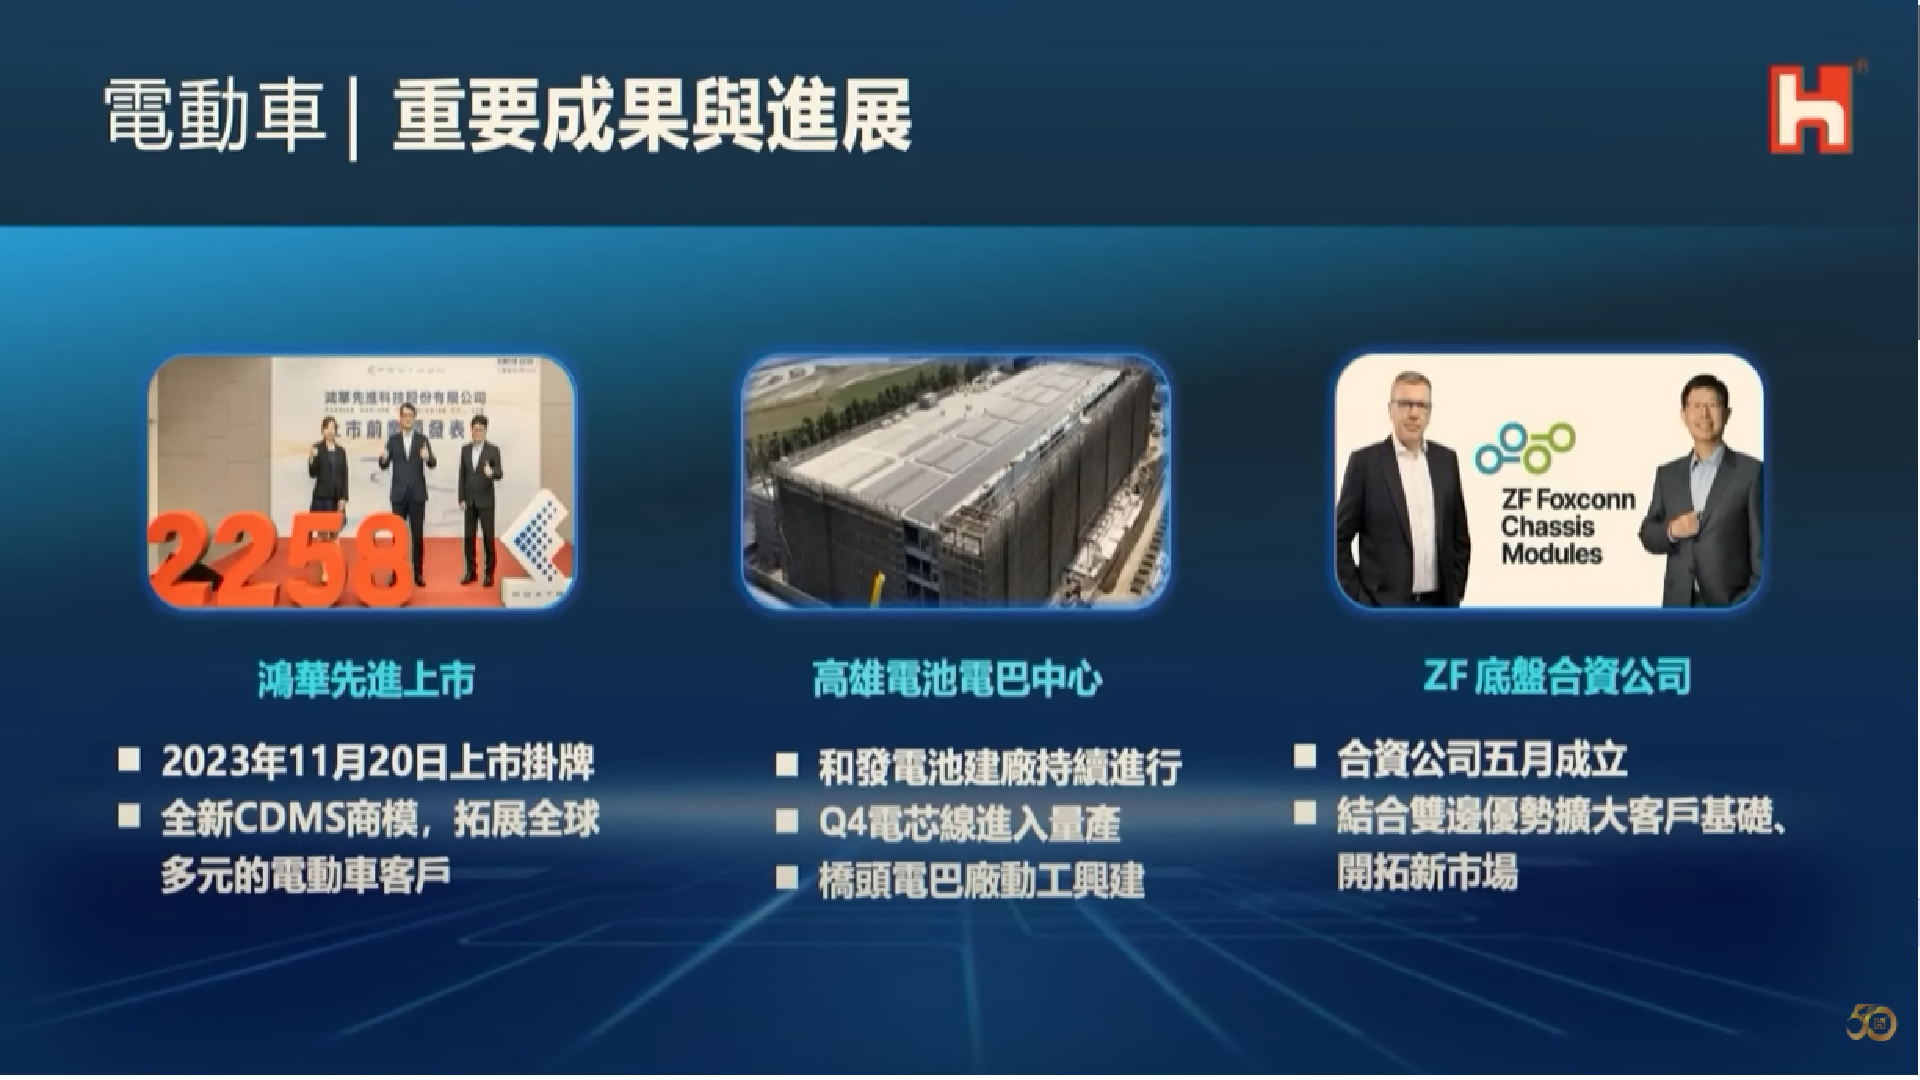 電動車│ 重要成果與進展
鴻華先進科技股份有限公司
2258
ZF Foxconn
Chassis
Modules
鴻華先進上市
2023年11月20日上市掛牌
全新CDMS商模，拓展全球
多元的電動車客戶
高雄電池電巴中心
和發電池建廠持續進行
Q4電芯線進入量產
橋頭電巴廠動工興建
ZF 底盤合資公司
合資公司五月成立
結合雙邊優勢擴大客戶基礎、
開拓新市場
50